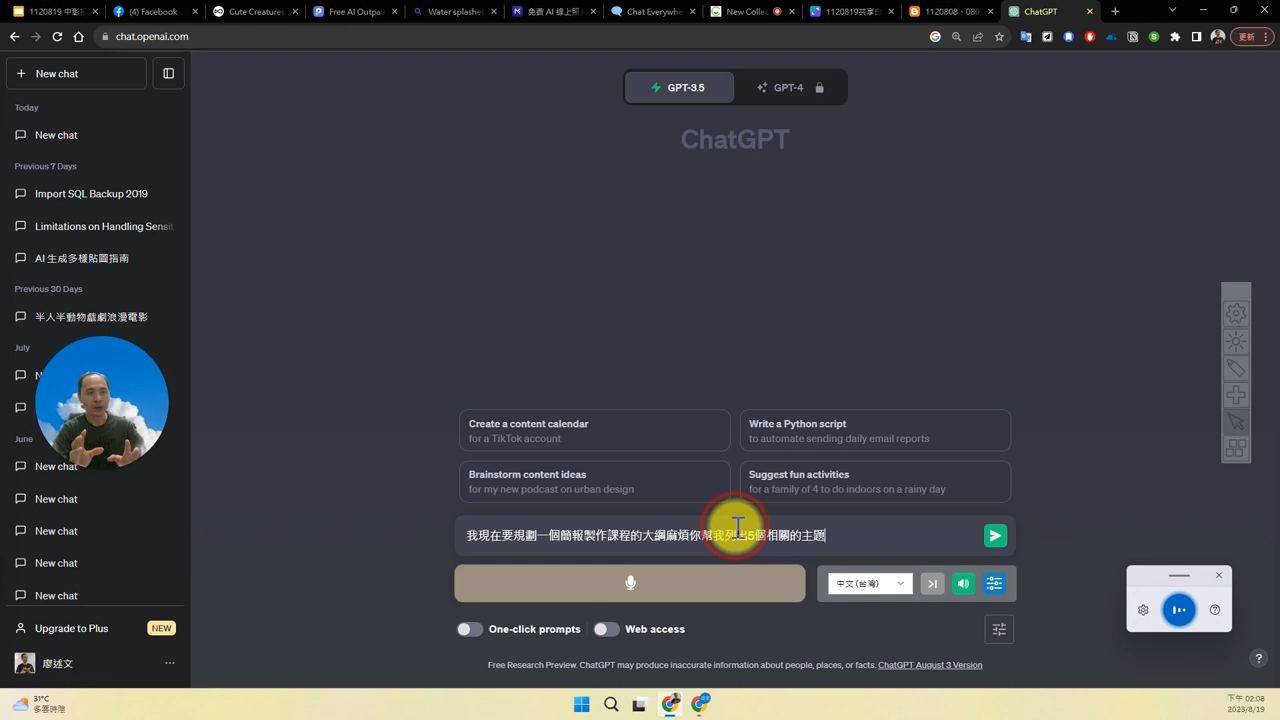 1120819 中彰投
(4) Facebook
Cute Creatures
Free AI Outpai
Water splashes
免費 AI 線上照
Chat Everywhe
New Collec
1120819共享白
1120808、080
ChatGPT
chat.openai.com
更新
New chat
Today
New chat
Previous 7 Days
Import SQL Backup 2019
Limitations on Handling Sensit
AI 生成多樣貼圖指南
Previous 30 Days
半人半動物戲劇浪漫電影
July
N
June
New chat
New chat
New chat
New chat
New chat
Upgrade to Plus
NEW
廖述文
GPT-3.5
GPT-4
ChatGPT
Create a content calendar
for a TikTok account
Write a Python script
to automate sending daily email reports
Brainstorm content ideas
for my new podcast on urban design
Suggest fun activities
for a family of 4 to do indoors on a rainy day
我現在要規劃一個簡報製作課程的大綱麻煩你幫我列出5個相關的主題
中文 (台灣)
One-click prompts
Web access
Free Research Preview. ChatGPT may produce inaccurate information about people, places, or facts. ChatGPT August 3 Version
31°C
多雲時陰
下午 02:08
2023/8/19